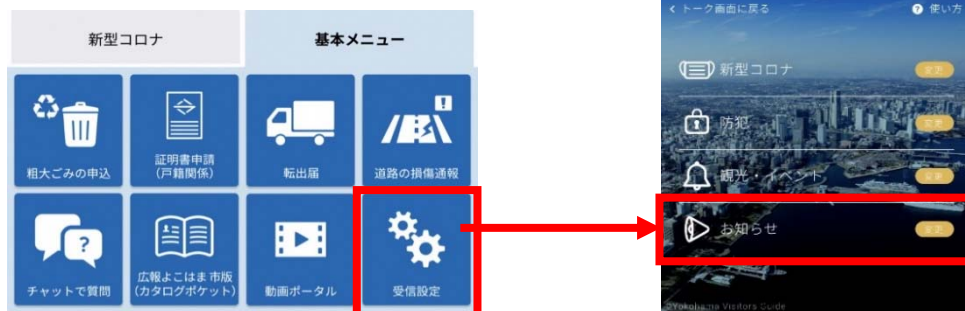 新型コロナ
基本メニュー
粗大ごみの申込
証明書申請
(戸籍関係)
転出届
道路の損傷通報
チャットで質問
広報よこはま 市版
(カタログポケット)
動画ポータル
受信設定
< トーク画面に戻る
? 使い方
新型コロナ
変更
防犯
変更
観光・イベント
変更
お知らせ
変更
©Yokohama Visitors Guide